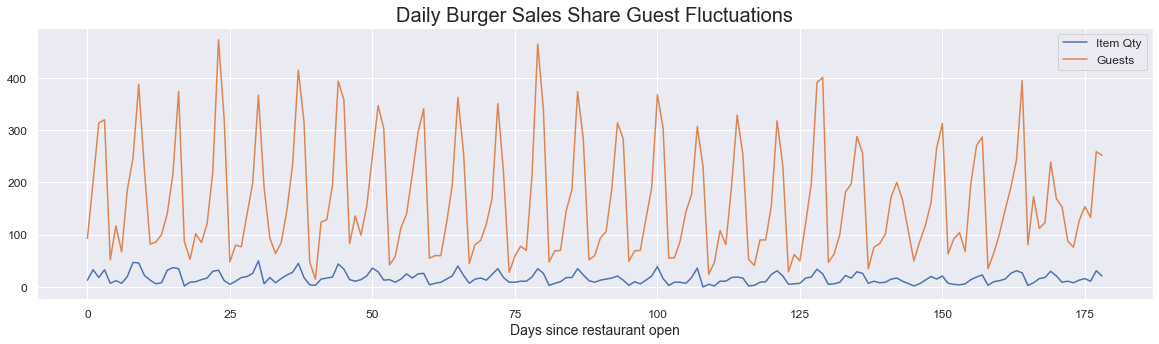 Daily Burger Sales Share Guest Fluctuations
Item Qty
Guests
400
300
200
100
0
0 25 50 75 100 125 150 175
Days since restaurant open